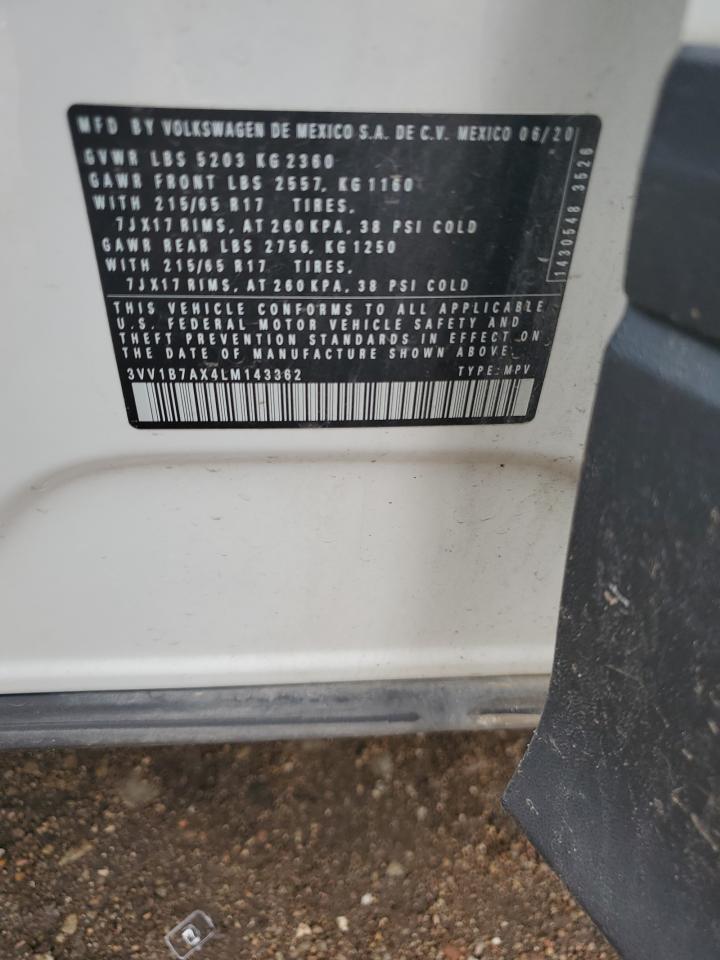 MFD BY VOLKSWAGEN DE MEXICO S.A. DE C.V. MEXICO 06/20
GVWR LBS 5203 KG 2360
GAWR FRONT LBS 2557, KG 1160
WITH 215/65 R17 TIRES,
7JX17 RIMS, AT 260 KPA, 38 PSI COLD
GAWR REAR LBS 2756, KG 1250
WITH 215/65 R17 TIRES,
7JX17 RIMS, AT 260 KPA, 38 PSI COLD
1430548 3526
THIS VEHICLE CONFORMS TO ALL APPLICABLE
U.S. FEDERAL MOTOR VEHICLE SAFETY AND
THEFT PREVENTION STANDARDS IN EFFECT ON
THE DATE OF MANUFACTURE SHOWN ABOVE.
3VV1B7AX4LM143362 TYPE: MPV